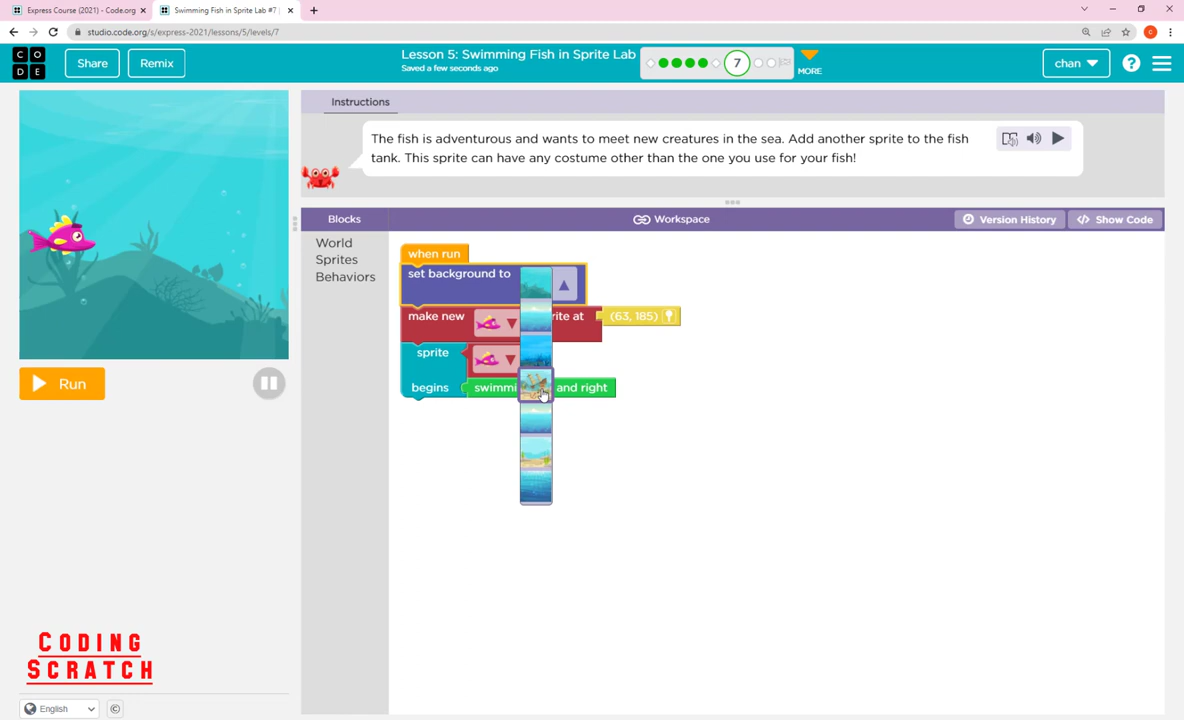 Express Course (2021) - Code.org
Swimming Fish in Sprite Lab #7
studio.code.org/s/express-2021/lessons/5/levels/7
C O
D E
Share
Remix
Lesson 5: Swimming Fish in Sprite Lab
Saved a few seconds ago
7
MORE
chan
?
Instructions
The fish is adventurous and wants to meet new creatures in the sea. Add another sprite to the fish
tank. This sprite can have any costume other than the one you use for your fish!
Blocks
Workspace
Version History
Show Code
World
Sprites
Behaviors
when run
set background to
make new
rite at
(63, 185)
sprite
begins
swimmi
and right
Run
CODING
SCRATCH
English
©